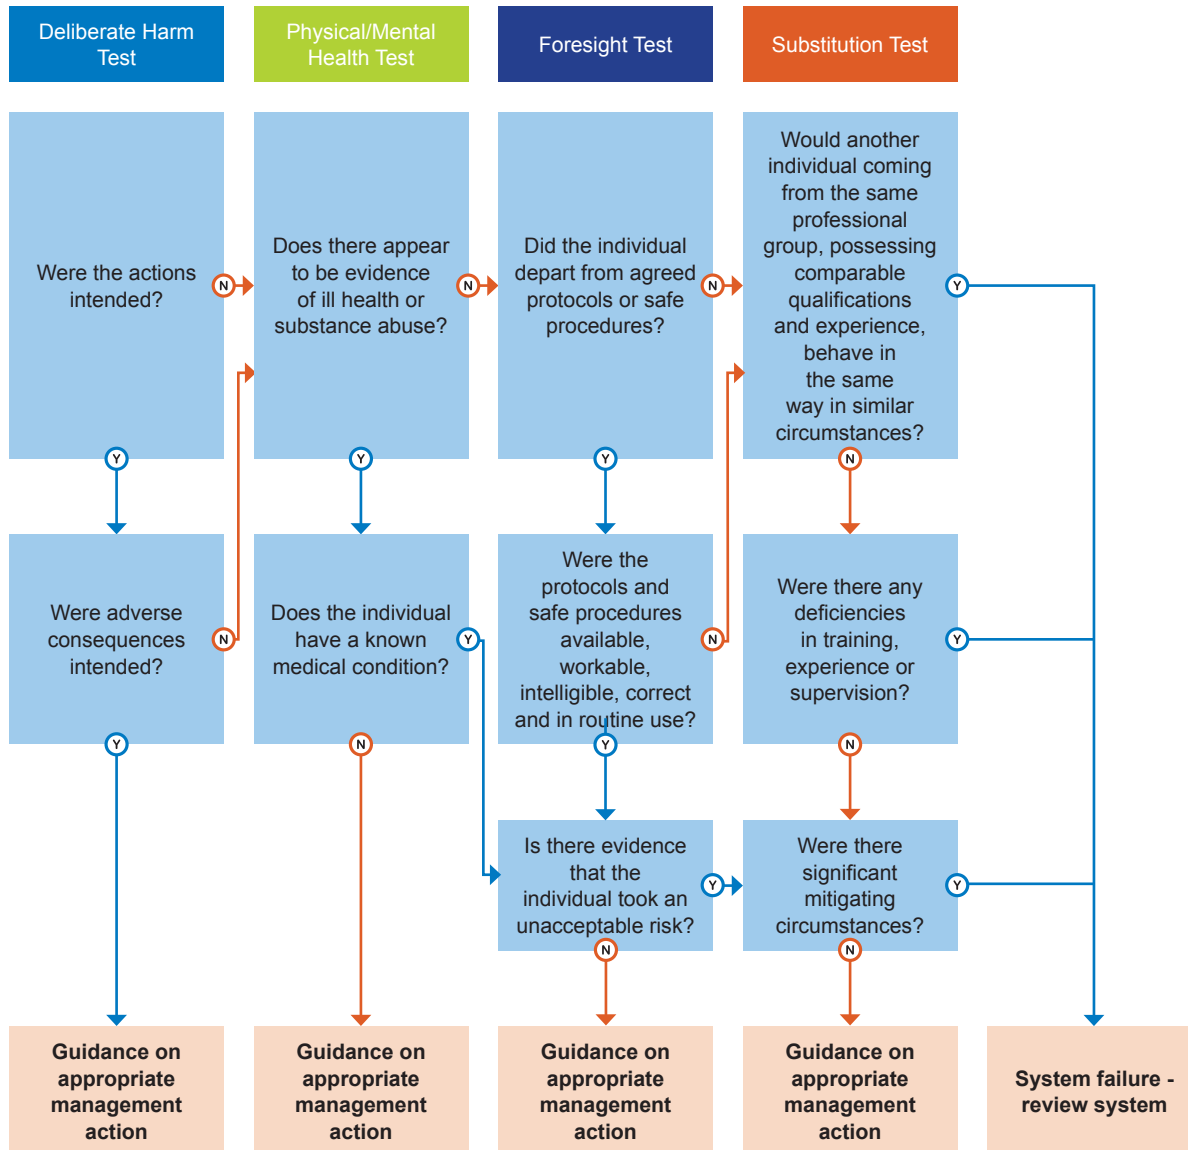 Deliberate Harm
Test
Physical/Mental
Health Test
Foresight Test
Substitution Test
Were the actions
intended?
N
Y
Does there appear
to be evidence
of ill health or
substance abuse?
N
Y
Did the individual
depart from agreed
protocols or safe
procedures?
N
Y
Would another
individual coming
from the same
professional
group, possessing
comparable
qualifications
and experience,
behave in
the same
way in similar
circumstances?
Y
N
Were adverse
consequences
intended?
N
Y
Does the individual
have a known
medical condition?
Y
N
Were the
protocols and
safe procedures
available,
workable,
intelligible, correct
and in routine use?
N
Y
Were there any
deficiencies
in training,
experience or
supervision?
Y
N
Is there evidence
that the
individual took an
unacceptable risk?
Y
N
Were there
significant
mitigating
circumstances?
Y
N
Guidance on
appropriate
management
action
Guidance on
appropriate
management
action
Guidance on
appropriate
management
action
Guidance on
appropriate
management
action
System failure -
review system